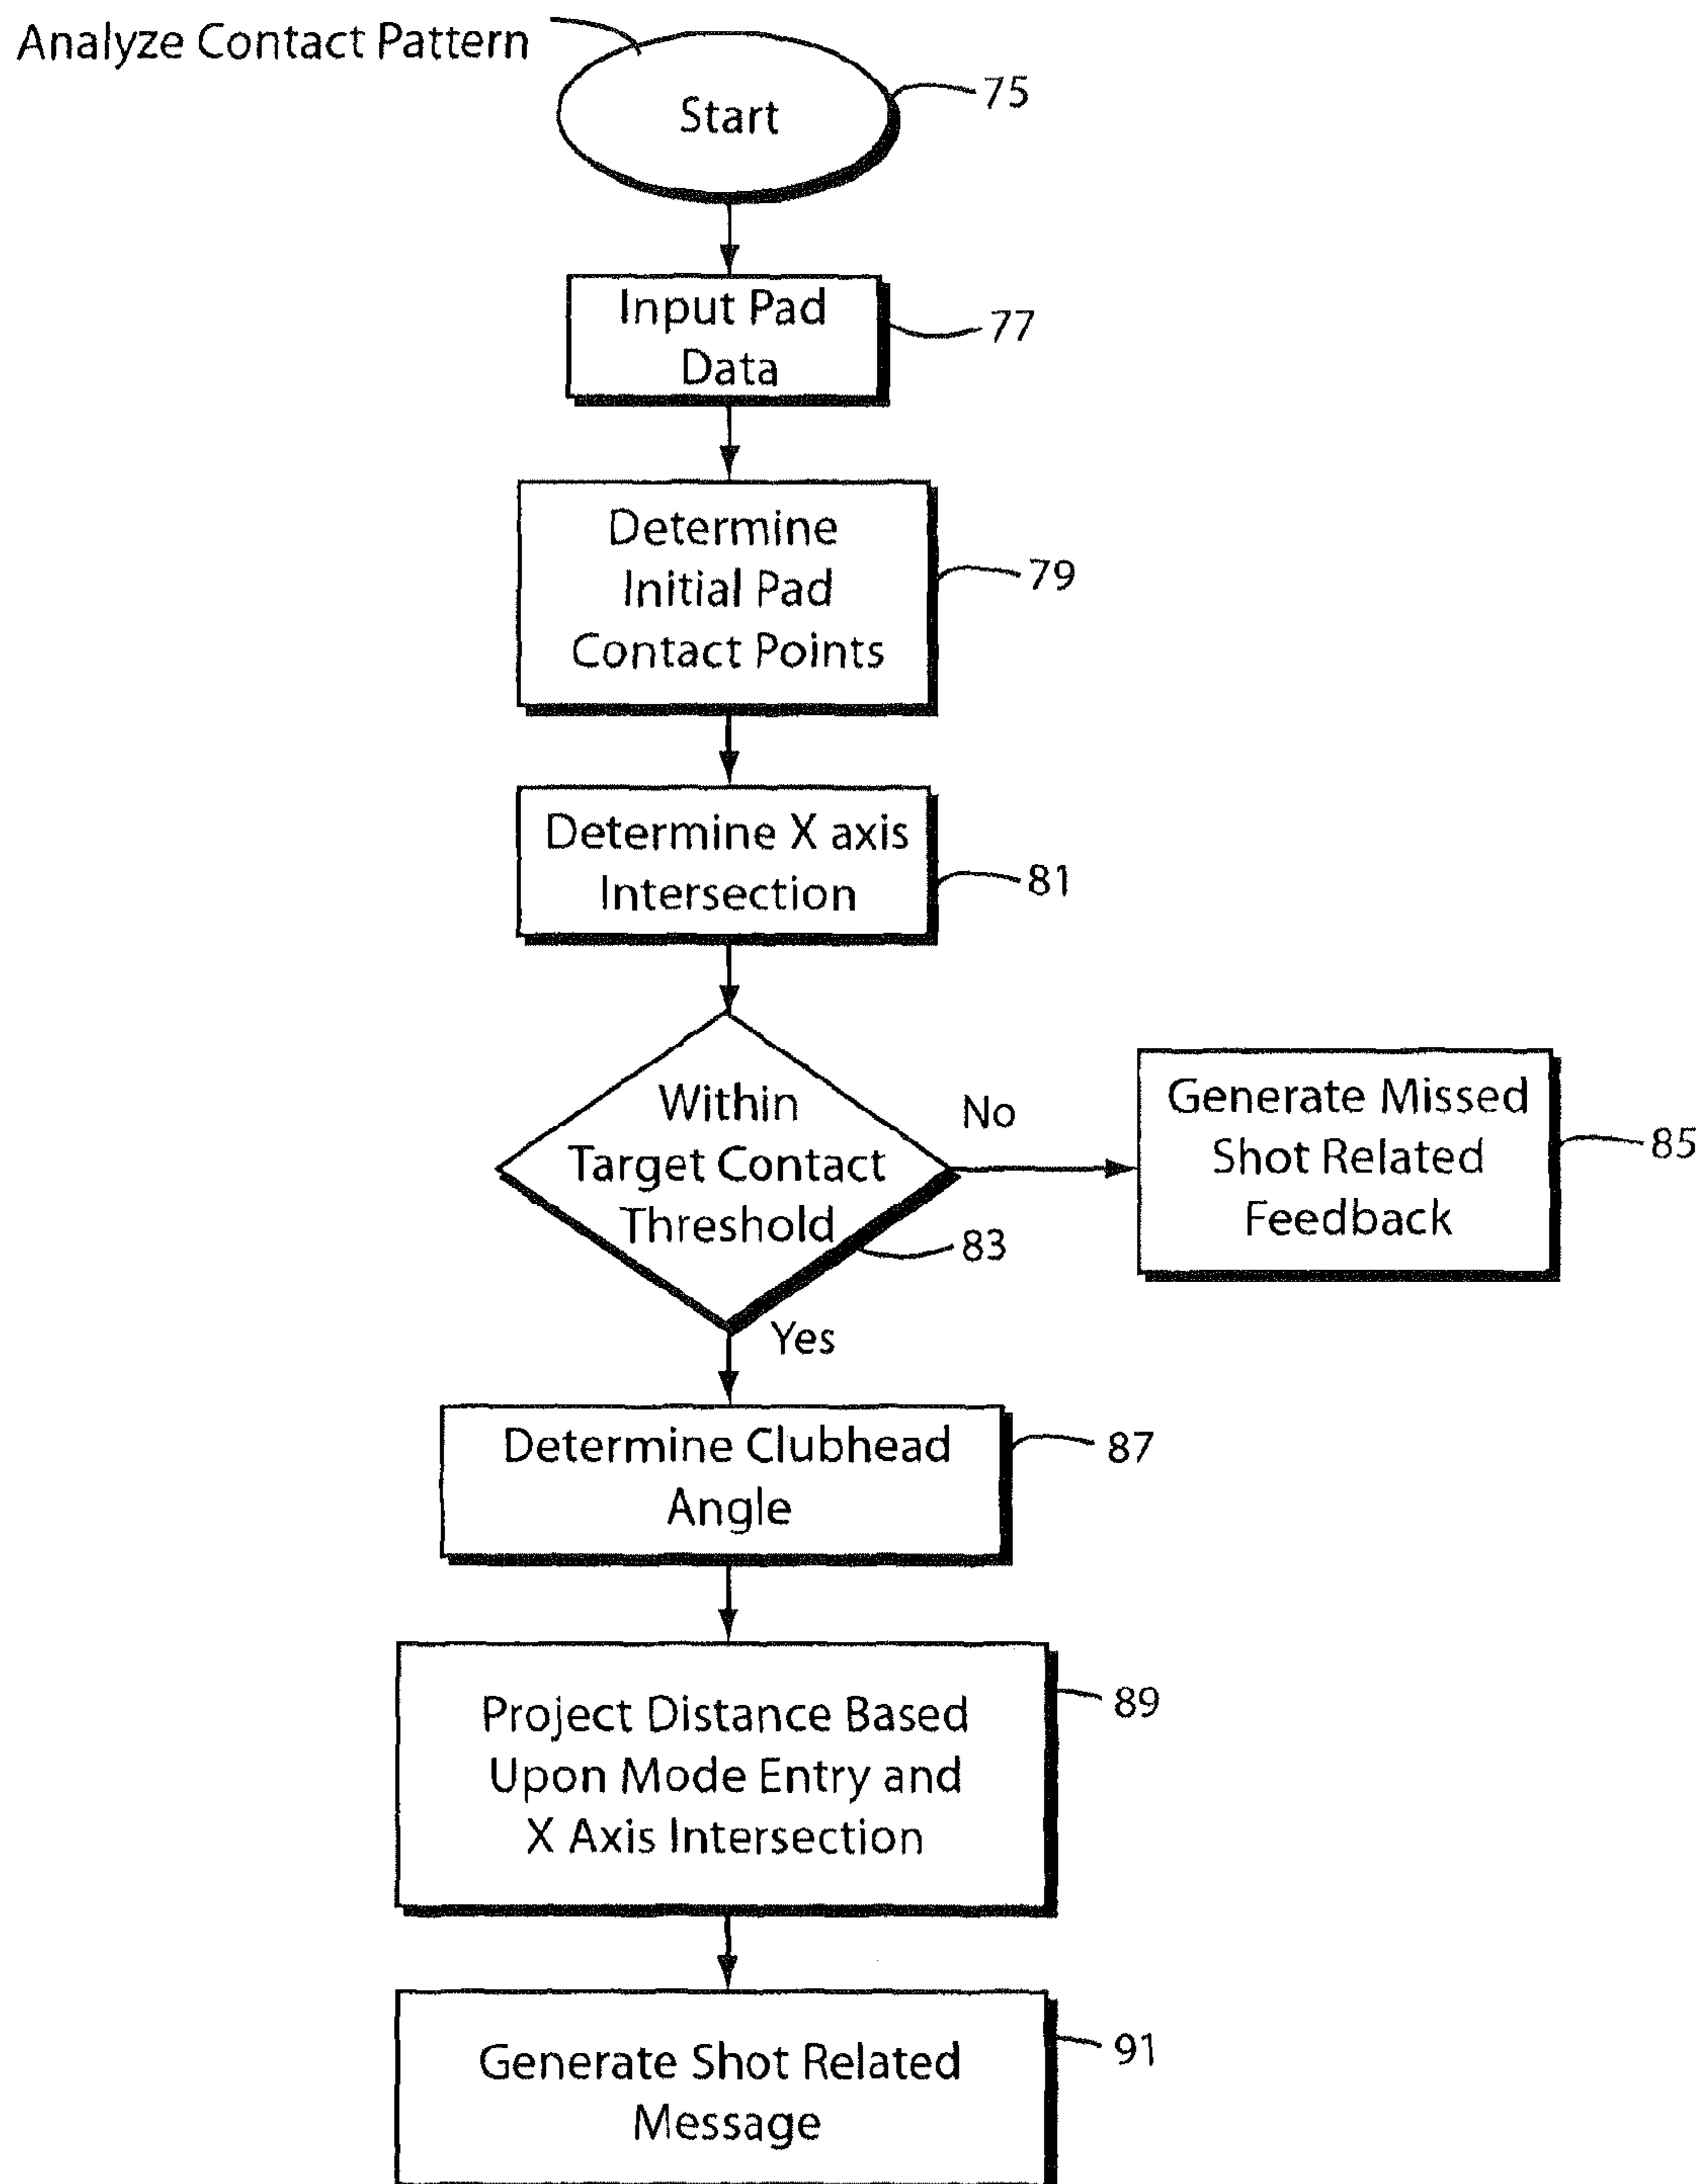 Analyze Contact Pattern
Start
75
Input Pad
Data
77
Determine
Initial Pad
Contact Points
79
Determine X axis
Intersection
81
Within
Target Contact
Threshold
83
No
Generate Missed
Shot Related
Feedback
85
Yes
Determine Clubhead
Angle
87
Project Distance Based
Upon Mode Entry and
X Axis Intersection
89
Generate Shot Related
Message
91